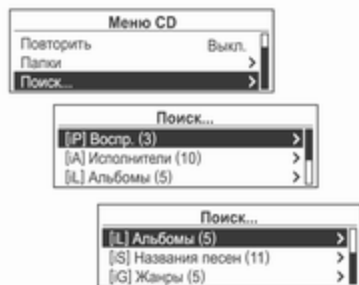 Меню CD
Повторить Выкл.
Папки
Поиск...
Поиск...
[iP] Воспр. (3)
[iA] Исполнители (10)
[iL] Альбомы (5)
Поиск...
[iL] Альбомы (5)
[iS] Названия песен (11)
[iG] Жанры (5)